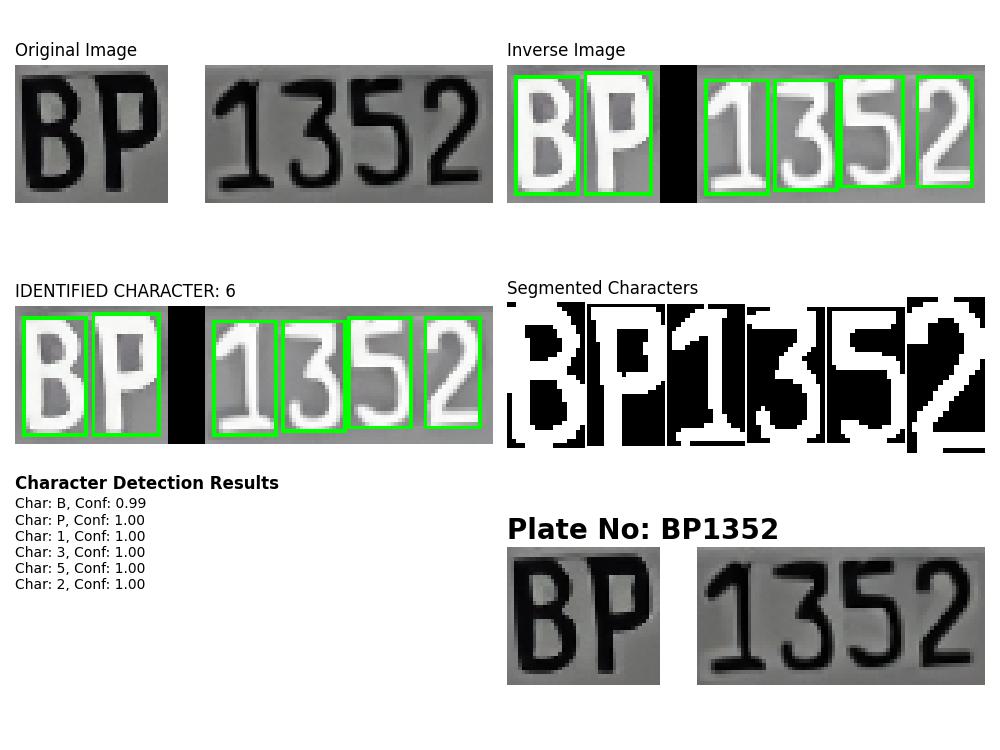 Original Image
BP 1352
Inverse Image
BP 1352
IDENTIFIED CHARACTER: 6
BP 1352
Segmented Characters
BP1352
Character Detection Results
Char: B, Conf: 0.99
Char: P, Conf: 1.00
Char: 1, Conf: 1.00
Char: 3, Conf: 1.00
Char: 5, Conf: 1.00
Char: 2, Conf: 1.00
Plate No: BP1352
BP 1352